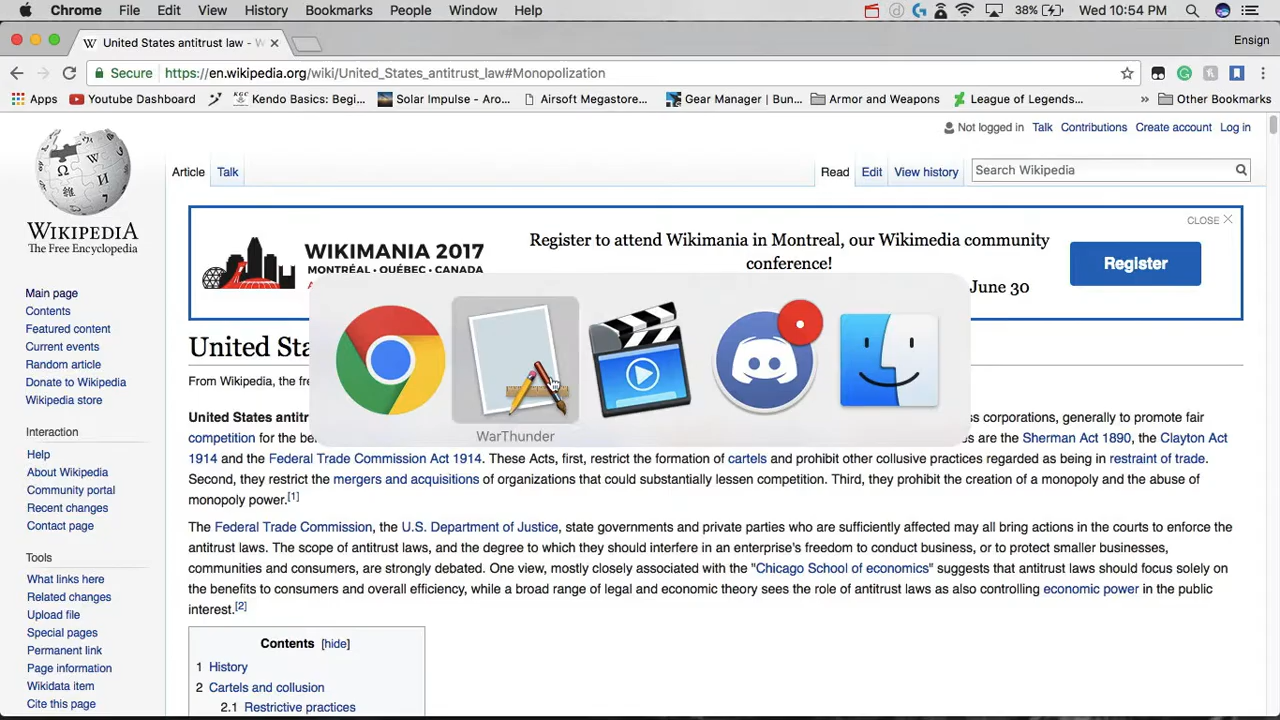 Chrome File Edit View History Bookmarks People Window Help 38% Wed 10:54 PM
United States antitrust law - W Ensign
Secure https://en.wikipedia.org/wiki/United_States_antitrust_law#Monopolization
Apps Youtube Dashboard Kendo Basics: Begi... Solar Impulse - Aro... Airsoft Megastore... Gear Manager | Bun... Armor and Weapons League of Legends... » Other Bookmarks
Not logged in Talk Contributions Create account Log in
Article Talk Read Edit View history Search Wikipedia
WIKIPEDIA
The Free Encyclopedia
CLOSE
WIKIMANIA 2017
MONTRÉAL • QUÉBEC • CANADA
Register to attend Wikimania in Montreal, our Wikimedia community
conference!
June 30
Register
Main page
Contents
Featured content
Current events
Random article
Donate to Wikipedia
Wikipedia store
Interaction
Help
About Wikipedia
Community portal
Recent changes
Contact page
Tools
What links here
Related changes
Upload file
Special pages
Permanent link
Page information
Wikidata item
Cite this page
WarThunder
United Sta
From Wikipedia, the fre
United States antitr s corporations, generally to promote fair
competition for the be s are the Sherman Act 1890, the Clayton Act
1914 and the Federal Trade Commission Act 1914. These Acts, first, restrict the formation of cartels and prohibit other collusive practices regarded as being in restraint of trade.
Second, they restrict the mergers and acquisitions of organizations that could substantially lessen competition. Third, they prohibit the creation of a monopoly and the abuse of
monopoly power.[1]
The Federal Trade Commission, the U.S. Department of Justice, state governments and private parties who are sufficiently affected may all bring actions in the courts to enforce the
antitrust laws. The scope of antitrust laws, and the degree to which they should interfere in an enterprise's freedom to conduct business, or to protect smaller businesses,
communities and consumers, are strongly debated. One view, mostly closely associated with the "Chicago School of economics" suggests that antitrust laws should focus solely on
the benefits to consumers and overall efficiency, while a broad range of legal and economic theory sees the role of antitrust laws as also controlling economic power in the public
interest.[2]
Contents [hide]
1 History
2 Cartels and collusion
2.1 Restrictive practices